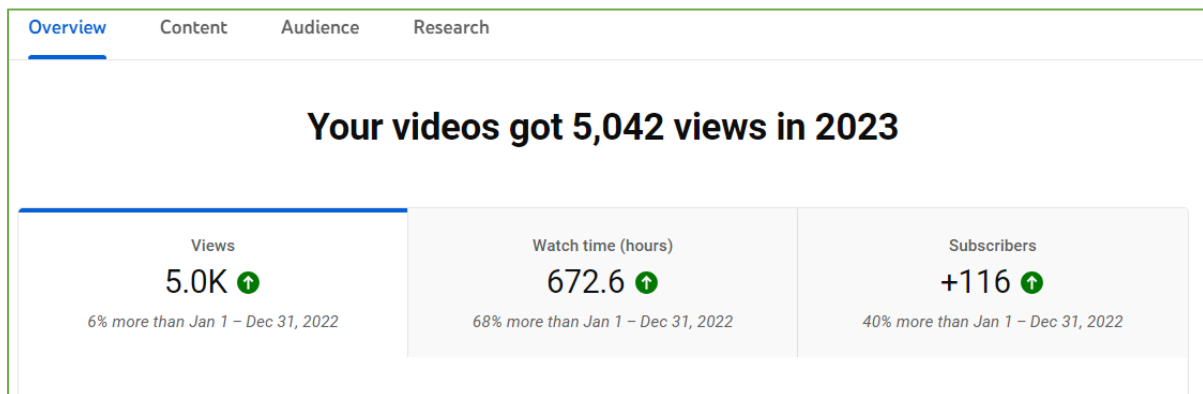 Overview Content Audience Research
Your videos got 5,042 views in 2023
Views
5.0K
6% more than Jan 1 – Dec 31, 2022
Watch time (hours)
672.6
68% more than Jan 1 – Dec 31, 2022
Subscribers
+116
40% more than Jan 1 – Dec 31, 2022